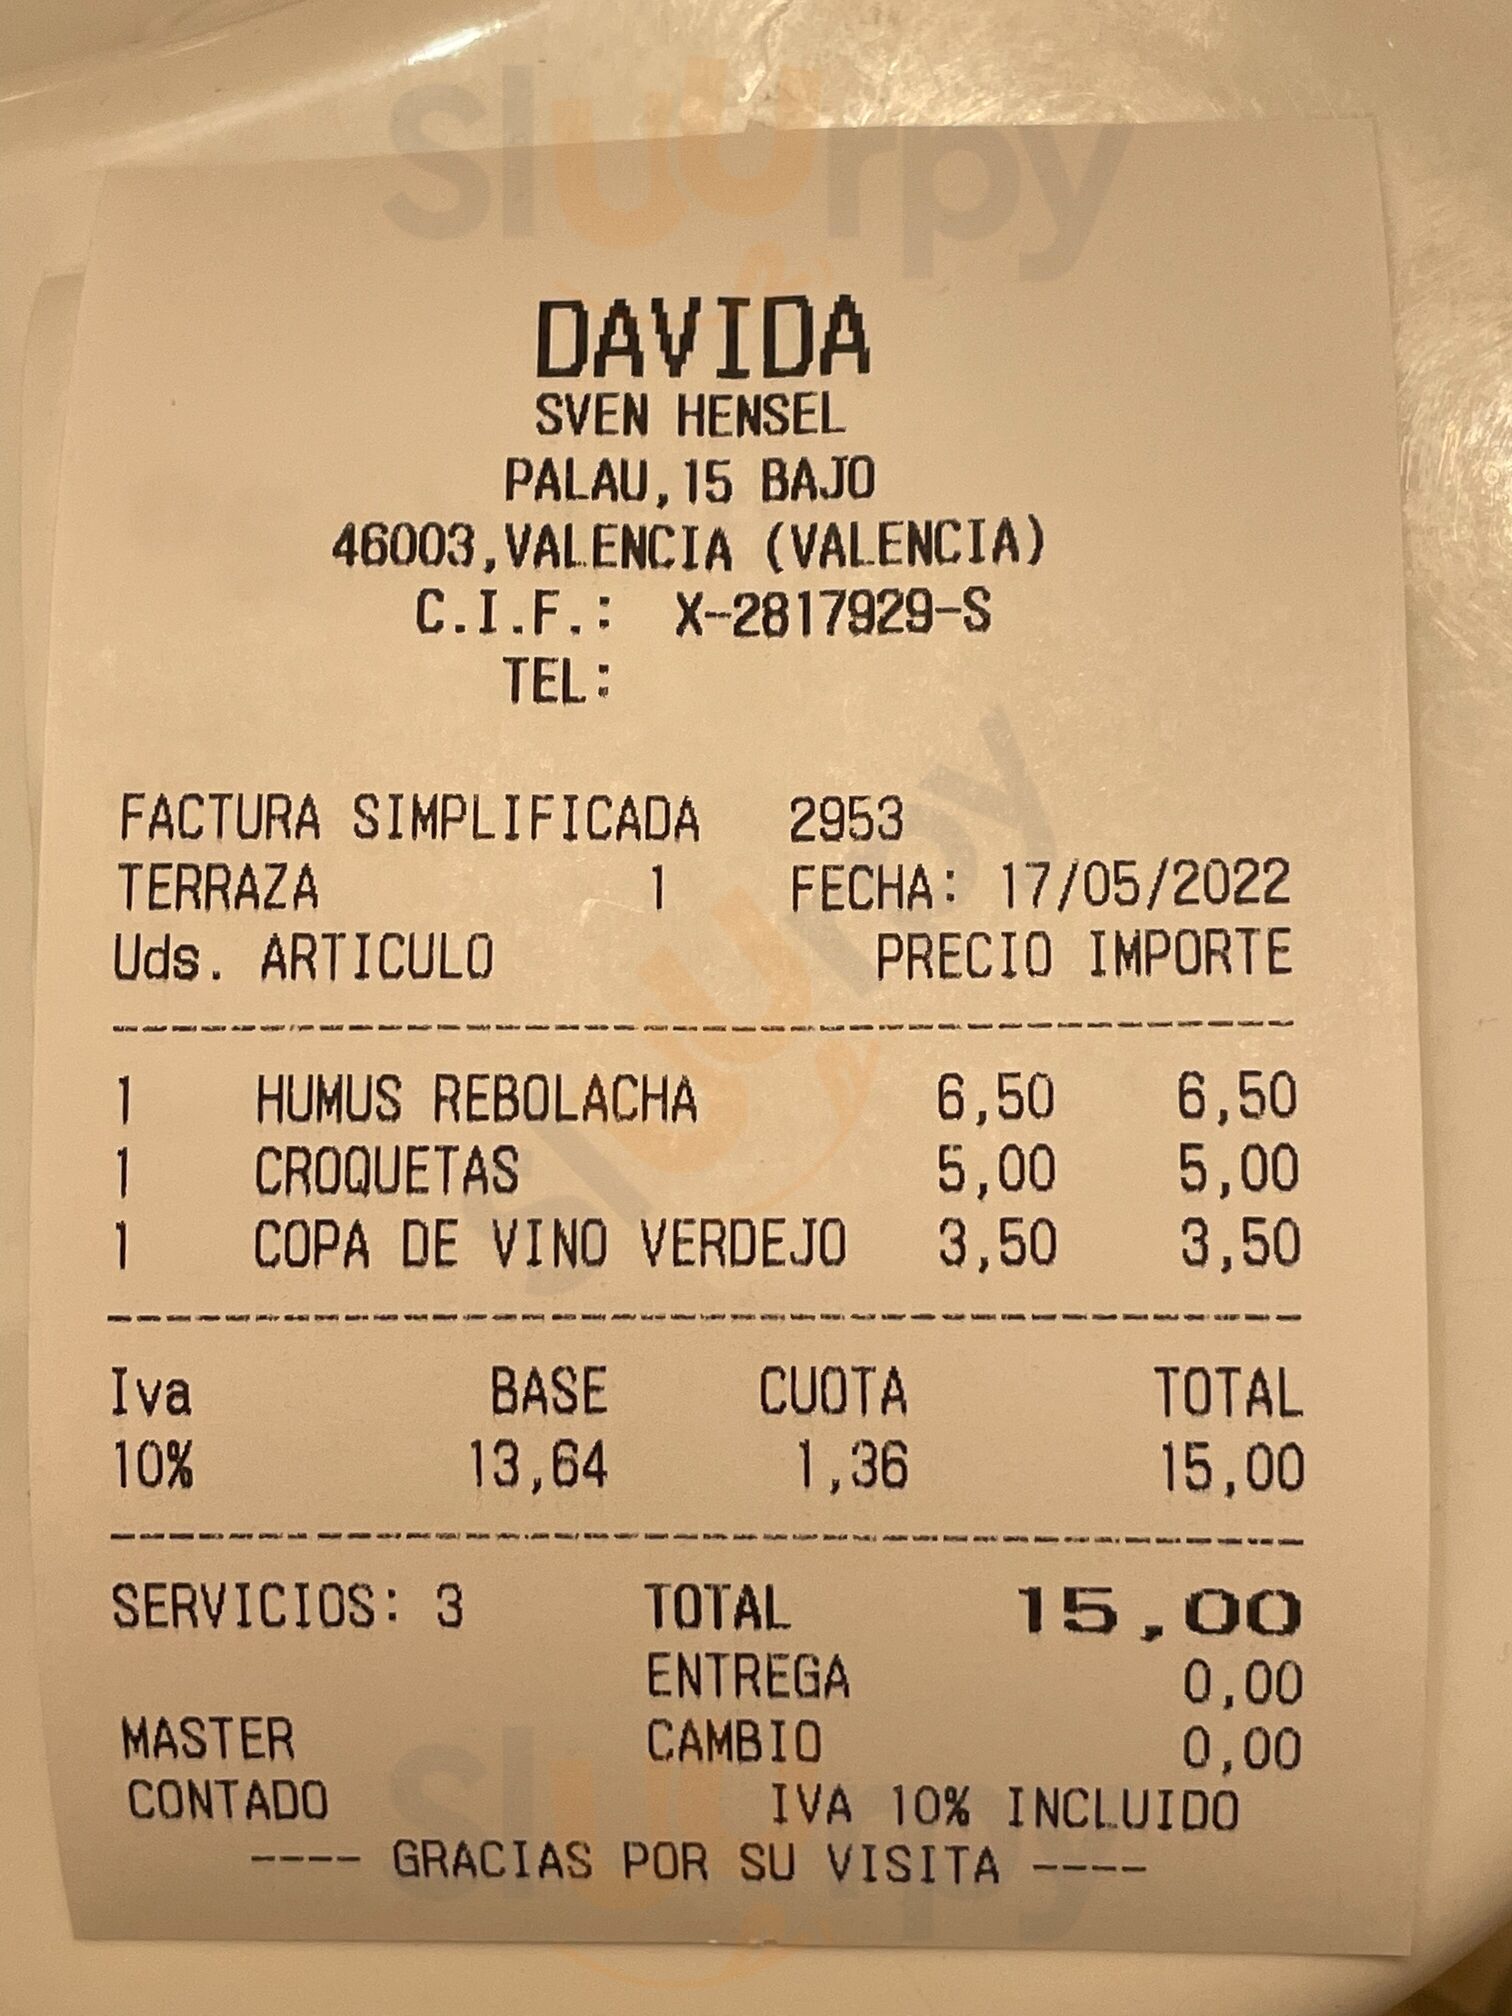 Sluurpy
DAVIDA
SVEN HENSEL
PALAU,15 BAJO
46003,VALENCIA (VALENCIA)
C.I.F.: X-2817929-S
TEL:
FACTURA SIMPLIFICADA 2953
TERRAZA 1 FECHA: 17/05/2022
Uds. ARTICULO PRECIO IMPORTE
1 HUMUS REBOLACHA 6,50 6,50
1 CROQUETAS 5,00 5,00
1 COPA DE VINO VERDEJO 3,50 3,50
Sluurpy
Iva BASE CUOTA TOTAL
10% 13,64 1,36 15,00
SERVICIOS: 3 TOTAL 15,00
ENTREGA 0,00
MASTER CAMBIO 0,00
CONTADO IVA 10% INCLUIDO
---- GRACIAS POR SU VISITA ----
Sluurpy